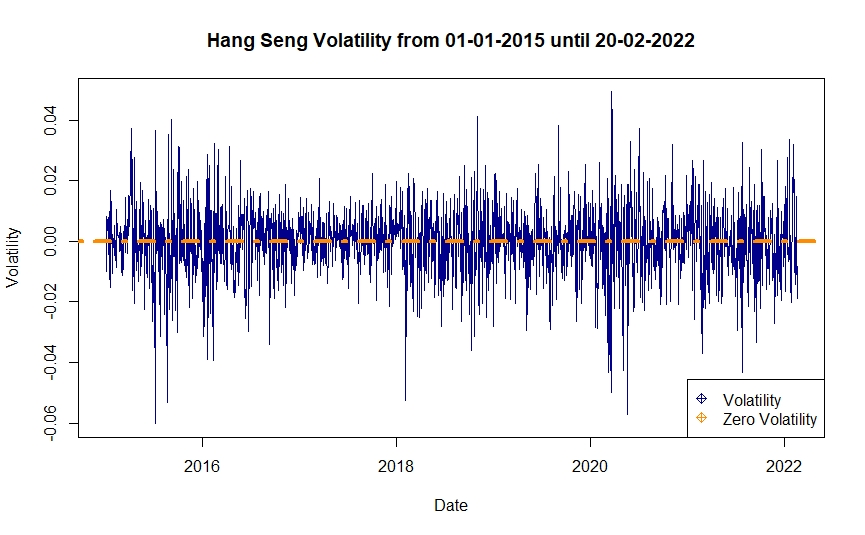 Hang Seng Volatility from 01-01-2015 until 20-02-2022
Volatility
0.04
0.02
0.00
-0.02
-0.04
-0.06
Volatility
Zero Volatility
2016 2018 2020 2022
Date